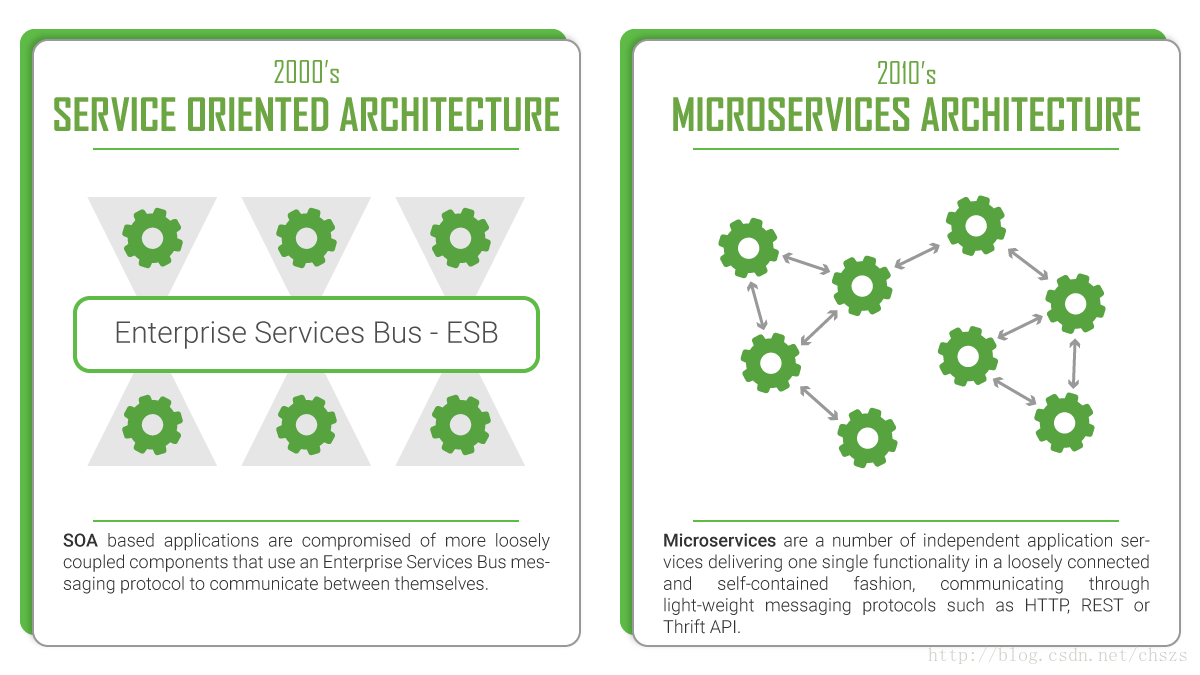 2000's
SERVICE ORIENTED ARCHITECTURE
Enterprise Services Bus - ESB
SOA based applications are compromised of more loosely
coupled components that use an Enterprise Services Bus mes-
saging protocol to communicate between themselves.
2010's
MICROSERVICES ARCHITECTURE
Microservices are a number of independent application ser-
vices delivering one single functionality in a loosely connected
and self-contained fashion, communicating through
light-weight messaging protocols such as HTTP, REST or
Thrift API.
http://blog.csdn.net/chszs